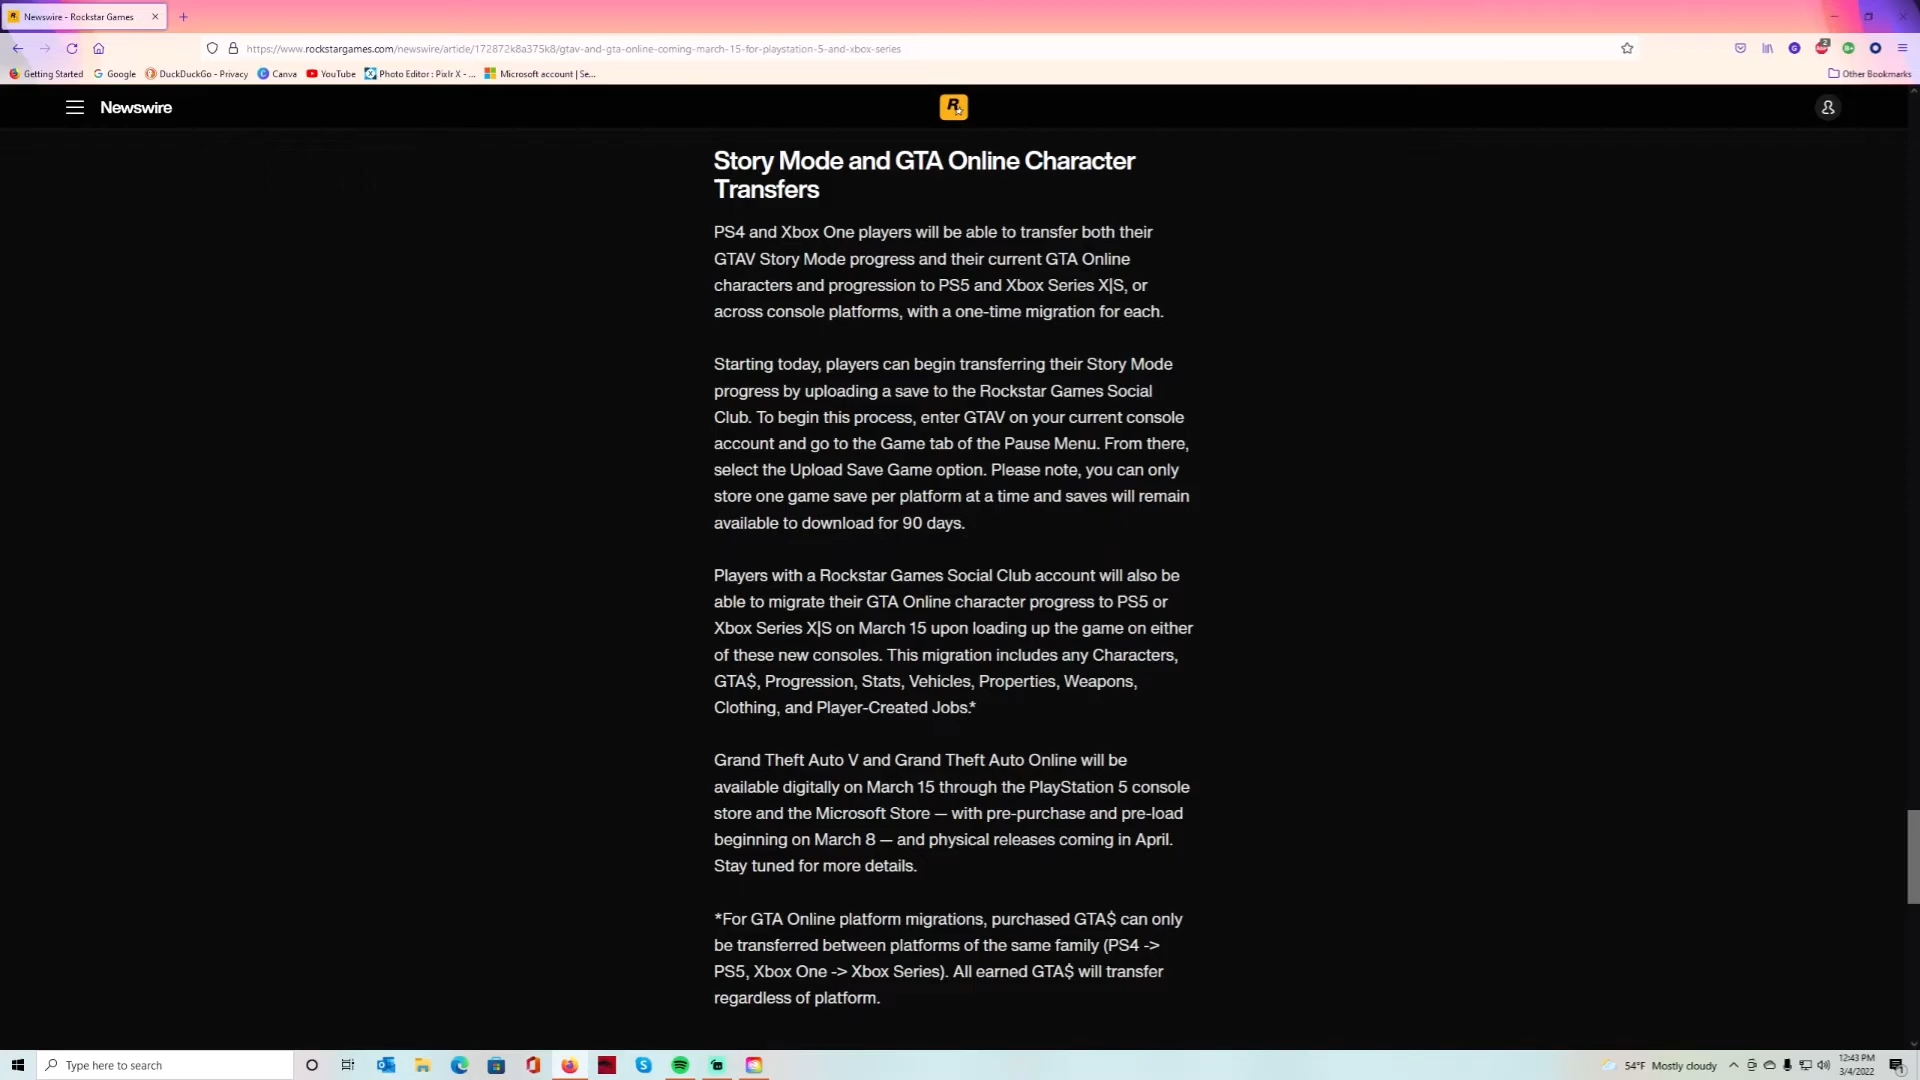 Newswire - Rockstar Games
https://www.rockstargames.com/newswire/article/172872k8a375k8/gtav-and-gta-online-coming-march-15-for-playstation-5-and-xbox-series
Getting Started Google DuckDuckGo - Privacy Canva YouTube Photo Editor : Pixlr X - ... Microsoft account | Se... Other Bookmarks
Newswire
Story Mode and GTA Online Character
Transfers
PS4 and Xbox One players will be able to transfer both their
GTAV Story Mode progress and their current GTA Online
characters and progression to PS5 and Xbox Series X|S, or
across console platforms, with a one-time migration for each.
Starting today, players can begin transferring their Story Mode
progress by uploading a save to the Rockstar Games Social
Club. To begin this process, enter GTAV on your current console
account and go to the Game tab of the Pause Menu. From there,
select the Upload Save Game option. Please note, you can only
store one game save per platform at a time and saves will remain
available to download for 90 days.
Players with a Rockstar Games Social Club account will also be
able to migrate their GTA Online character progress to PS5 or
Xbox Series X|S on March 15 upon loading up the game on either
of these new consoles. This migration includes any Characters,
GTA$, Progression, Stats, Vehicles, Properties, Weapons,
Clothing, and Player-Created Jobs.*
Grand Theft Auto V and Grand Theft Auto Online will be
available digitally on March 15 through the PlayStation 5 console
store and the Microsoft Store — with pre-purchase and pre-load
beginning on March 8 — and physical releases coming in April.
Stay tuned for more details.
*For GTA Online platform migrations, purchased GTA$ can only
be transferred between platforms of the same family (PS4 ->
PS5, Xbox One -> Xbox Series). All earned GTA$ will transfer
regardless of platform.
Type here to search
54°F Mostly cloudy
12:43 PM
3/4/2022